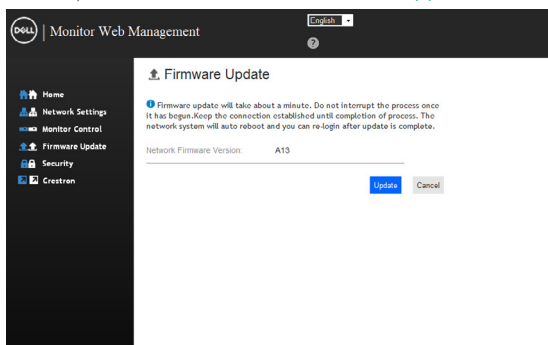 DELL | Monitor Web Management
English
?
Firmware Update
Home
Network Settings
Monitor Control
Firmware Update
Security
Crestron
Firmware update will take about a minute. Do not interrupt the process once
it has begun.Keep the connection established until completion of process. The
network system will auto reboot and you can re-login after update is complete.
Network Firmware Version: A13
Update Cancel